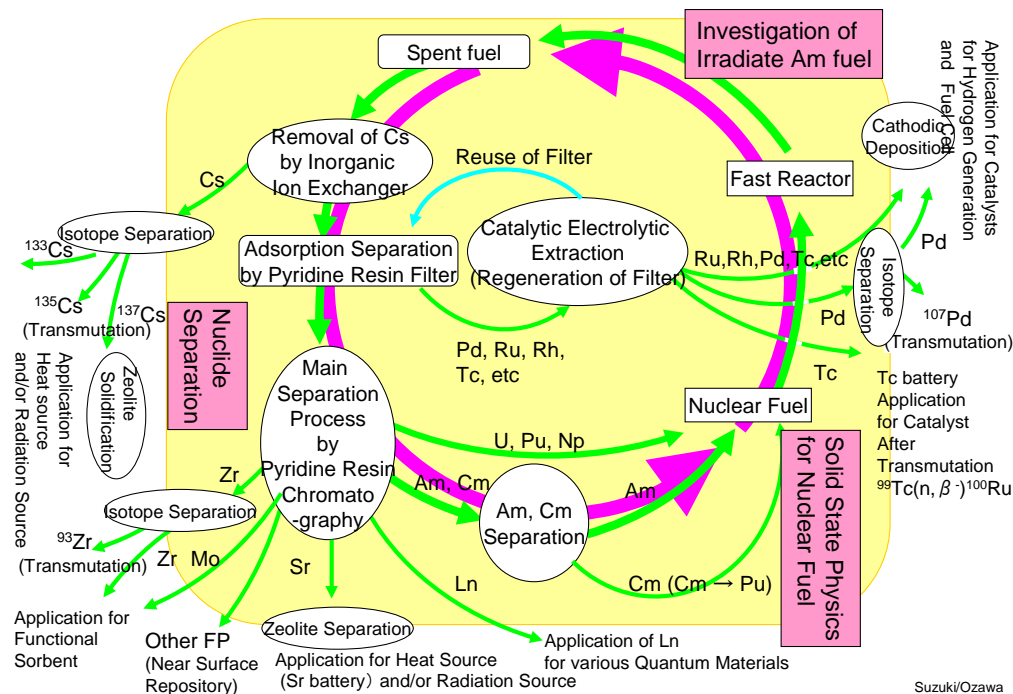 Spent fuel
Investigation of
Irradiate Am fuel
Application for Catalysts
for Hydrogen Generation
and Fuel Cell
Cathodic
Deposition
Removal of Cs
by Inorganic
Ion Exchanger
Reuse of Filter
Fast Reactor
Cs
Isotope Separation
Catalytic Electrolytic
Extraction
(Regeneration of Filter)
Adsorption Separation
by Pyridine Resin Filter
Ru,Rh,Pd,Tc,etc
Pd
Isotope
Separation
¹³³Cs
¹³⁵Cs
(Transmutation)
¹³⁷Cs
Pd
¹⁰⁷Pd
(Transmutation)
Nuclide
Separation
Pd, Ru, Rh,
Tc, etc
Tc
Application for
Heat source
and/or Radiation Source
Zeolite
Solidification
Main
Separation
Process
by
Pyridine Resin
Chromato
-graphy
Nuclear Fuel
Tc battery
Application
for Catalyst
After
Transmutation
⁹⁹Tc(n, β⁻)¹⁰⁰Ru
U, Pu, Np
Am, Cm
Am
Solid State Physics
for Nuclear Fuel
Zr
Isotope Separation
Am, Cm
Separation
⁹³Zr
(Transmutation)
Zr
Mo
Sr
Ln
Cm (Cm → Pu)
Application for
Functional
Sorbent
Other FP
(Near Surface
Repository)
Zeolite Separation
Application for Heat Source
(Sr battery) and/or Radiation Source
Application of Ln
for various Quantum Materials
Suzuki/Ozawa